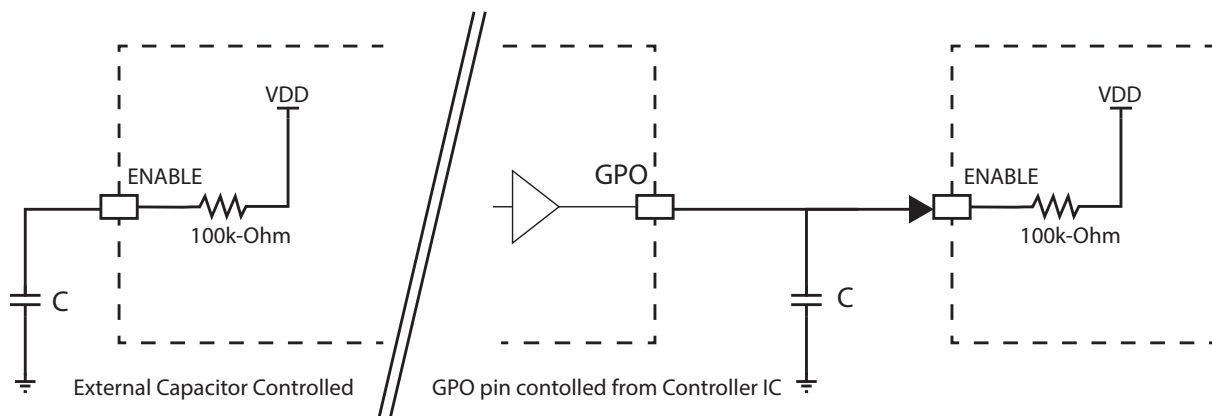 VDD
ENABLE
100k-Ohm
C
External Capacitor Controlled
GPO
VDD
ENABLE
100k-Ohm
C
GPO pin contolled from Controller IC